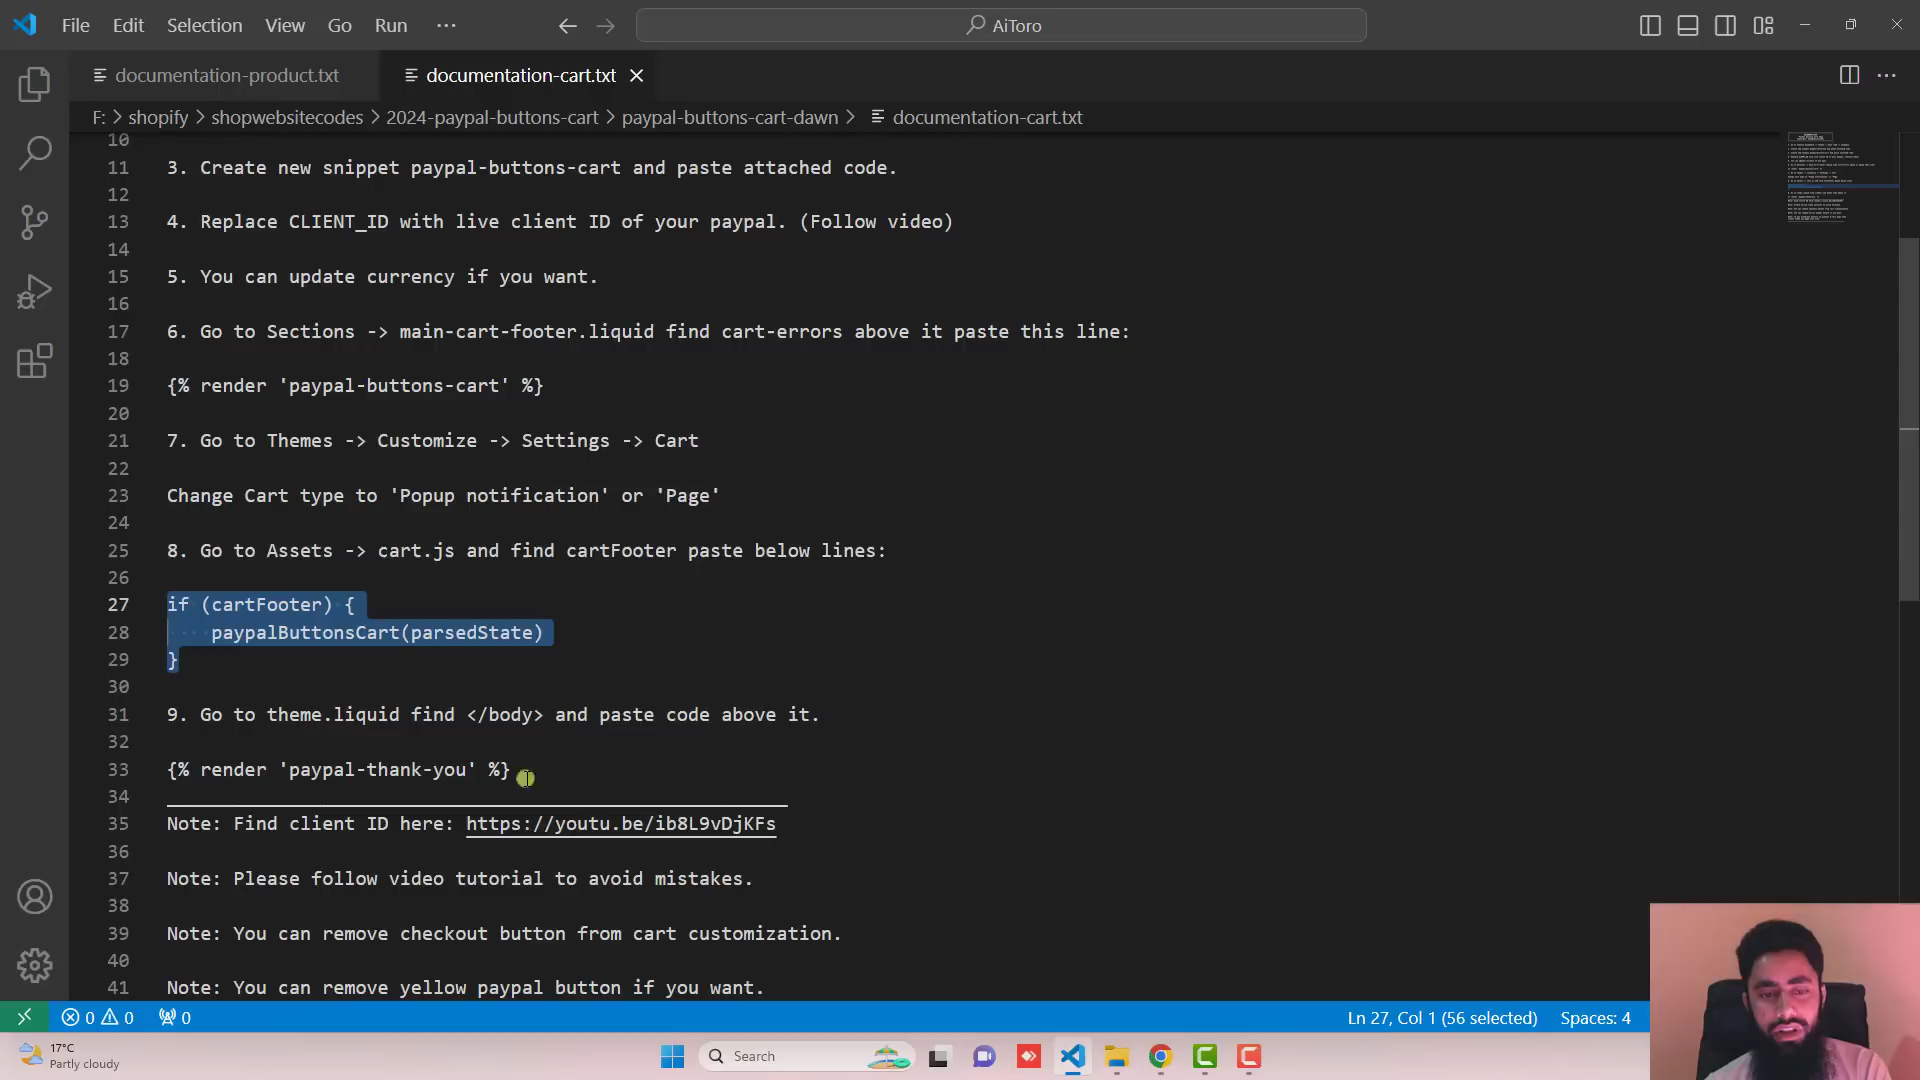 File Edit Selection View Go Run ··· AiToro
documentation-product.txt documentation-cart.txt
F: > shopify > shopwebsitecodes > 2024-paypal-buttons-cart > paypal-buttons-cart-dawn > documentation-cart.txt
10
11 3. Create new snippet paypal-buttons-cart and paste attached code.
12
13 4. Replace CLIENT_ID with live client ID of your paypal. (Follow video)
14
15 5. You can update currency if you want.
16
17 6. Go to Sections -> main-cart-footer.liquid find cart-errors above it paste this line:
18
19 {% render 'paypal-buttons-cart' %}
20
21 7. Go to Themes -> Customize -> Settings -> Cart
22
23 Change Cart type to 'Popup notification' or 'Page'
24
25 8. Go to Assets -> cart.js and find cartFooter paste below lines:
26
27 if (cartFooter) {
28 paypalButtonsCart(parsedState)
29 }
30
31 9. Go to theme.liquid find </body> and paste code above it.
32
33 {% render 'paypal-thank-you' %}
34
35 Note: Find client ID here: https://youtu.be/ib8L9vDjKFs
36
37 Note: Please follow video tutorial to avoid mistakes.
38
39 Note: You can remove checkout button from cart customization.
40
41 Note: You can remove yellow paypal button if you want.
0 0 0 Ln 27, Col 1 (56 selected) Spaces: 4
17°C
Partly cloudy
Search